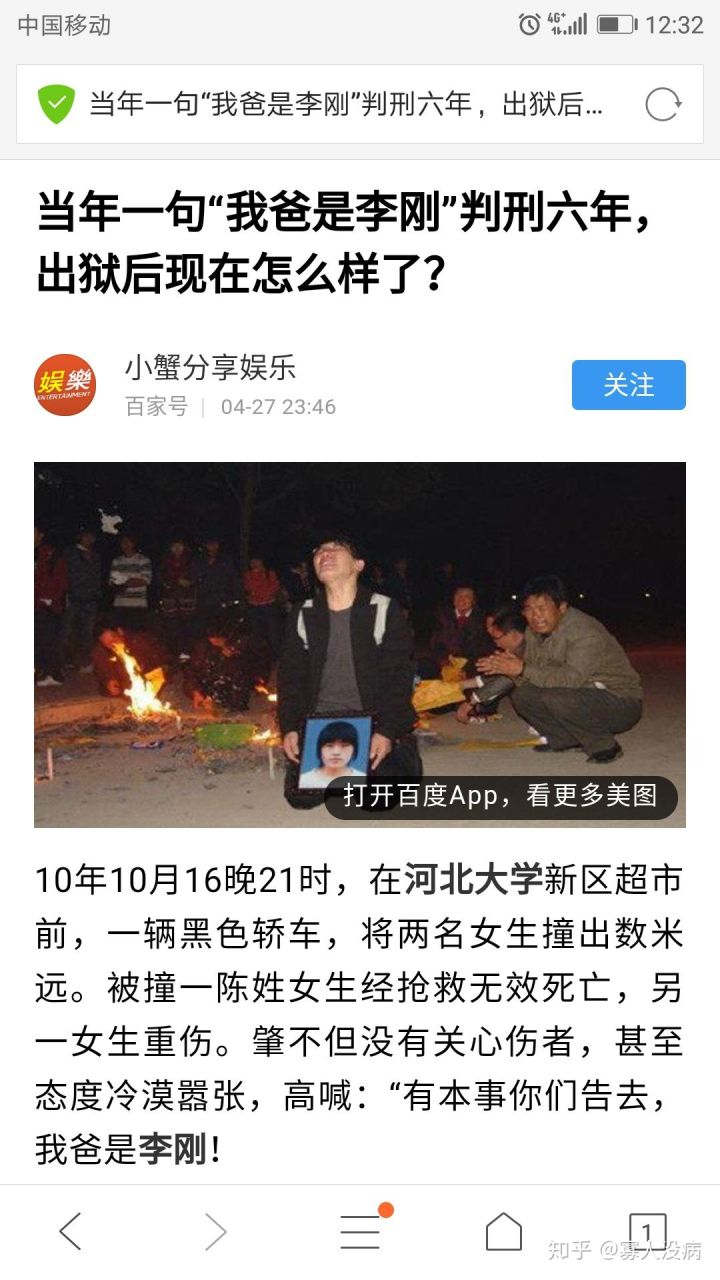 中国移动
4G+
12:32
当年一句“我爸是李刚”判刑六年，出狱后...
当年一句“我爸是李刚”判刑六年，
出狱后现在怎么样了？
娱樂
ENTERTAINMENT
小蟹分享娱乐
百家号 | 04-27 23:46
关注
打开百度App，看更多美图
10年10月16晚21时，在河北大学新区超市
前，一辆黑色轿车，将两名女生撞出数米
远。被撞一陈姓女生经抢救无效死亡，另
一女生重伤。肇不但没有关心伤者，甚至
态度冷漠嚣张，高喊：“有本事你们告去，
我爸是李刚！
1
知乎 @寡人没病